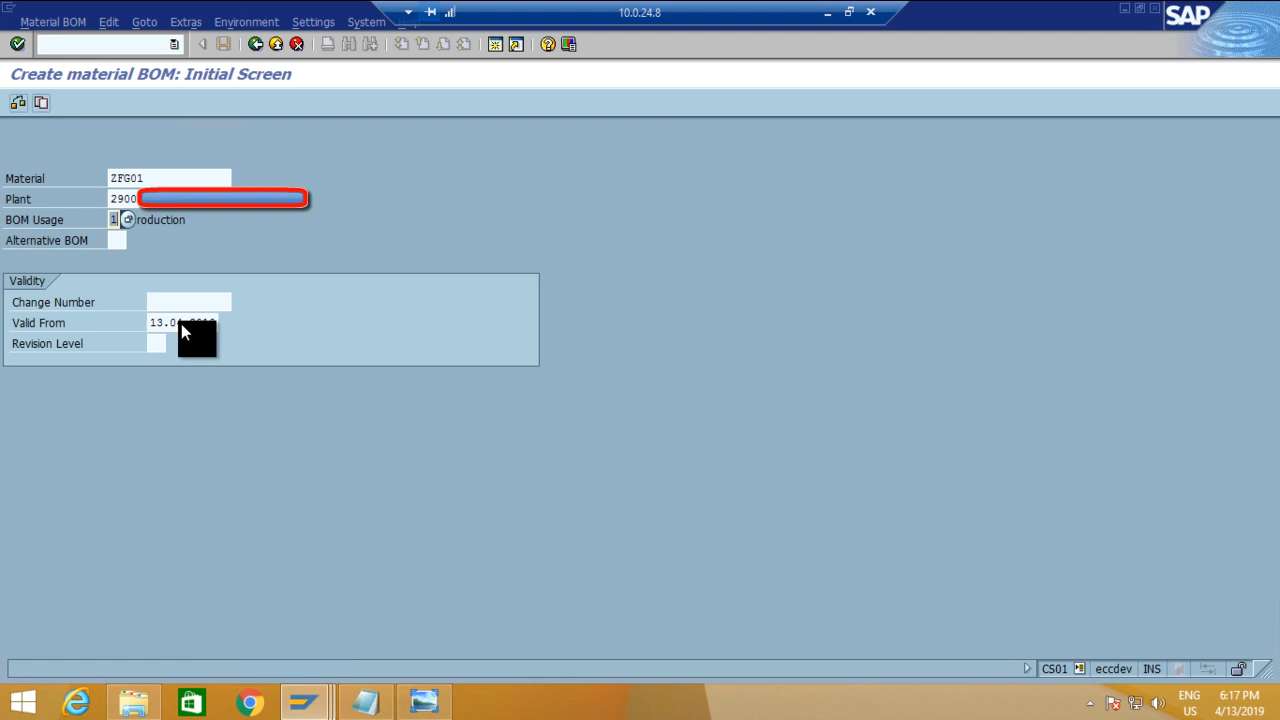 10.0.24.8
Material BOM Edit Goto Extras Environment Settings System
SAP
Create material BOM: Initial Screen
Material ZFG01
Plant 2900
BOM Usage 1 roduction
Alternative BOM
Validity
Change Number
Valid From
Revision Level
CS01 eccdev INS
ENG 6:17 PM
US 4/13/2019